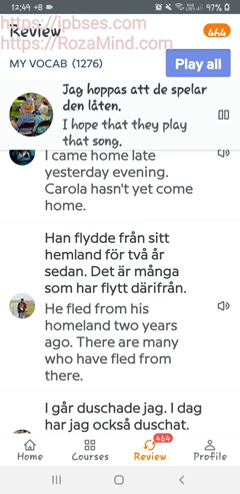 12:49 +B
97%
https://jpbses.com
Review
464
https://RozaMind.com
MY VOCAB (1276)
Play all
Jag hoppas att de spelar
den låten.
I hope that they play
that song.
I came home late
yesterday evening.
Carola hasn't yet come
home.
Han flydde från sitt
hemland för två år
sedan. Det är många
som har flytt därifrån.
He fled from his
homeland two years
ago. There are many
who have fled from
there.
I går duschade jag. I dag
har jag också duschat.
464
Home
Courses
Review
Profile